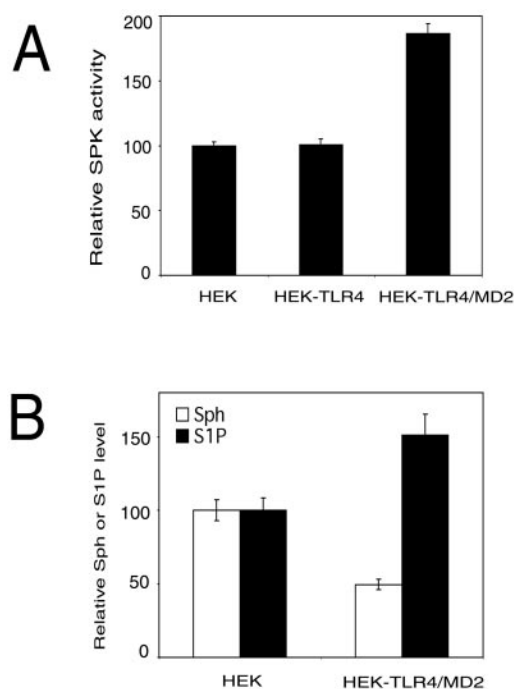 A
Relative SPK activity
200
150
100
50
0
HEK
HEK-TLR4
HEK-TLR4/MD2
B
Relative Sph or S1P level
Sph
S1P
150
100
50
0
HEK
HEK-TLR4/MD2